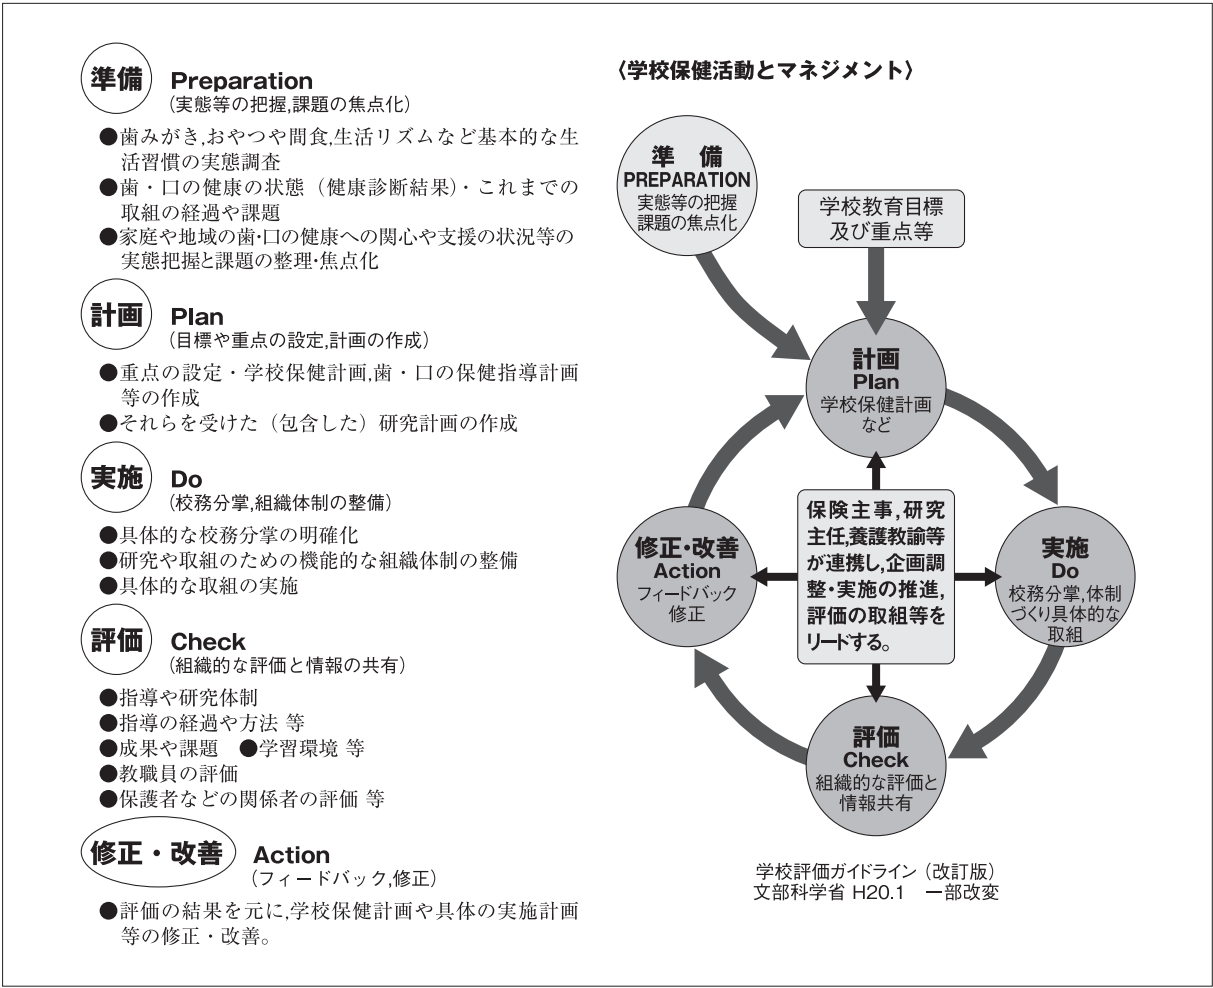 準備 Preparation
(実態等の把握,課題の焦点化)
●歯みがき,おやつや間食,生活リズムなど基本的な生
活習慣の実態調査
●歯・口の健康の状態（健康診断結果）・これまでの
取組の経過や課題
●家庭や地域の歯・口の健康への関心や支援の状況等の
実態把握と課題の整理・焦点化
計画 Plan
(目標や重点の設定,計画の作成)
●重点の設定・学校保健計画,歯・口の保健指導計画
等の作成
●それらを受けた（包含した）研究計画の作成
実施 Do
(校務分掌,組織体制の整備)
●具体的な校務分掌の明確化
●研究や取組のための機能的な組織体制の整備
●具体的な取組の実施
評価 Check
(組織的な評価と情報の共有)
●指導や研究体制
●指導の経過や方法 等
●成果や課題　●学習環境 等
●教職員の評価
●保護者などの関係者の評価 等
修正・改善 Action
(フィードバック,修正)
●評価の結果を元に,学校保健計画や具体の実施計画
等の修正・改善。
〈学校保健活動とマネジメント〉
準　備
PREPARATION
実態等の把握
課題の焦点化
学校教育目標
及び重点等
計画
Plan
学校保健計画
など
保険主事,研究
主任,養護教諭等
が連携し,企画調
整・実施の推進,
評価の取組等を
リードする。
修正・改善
Action
フィードバック
修正
実施
Do
校務分掌,体制
づくり具体的な
取組
評価
Check
組織的な評価と
情報共有
学校評価ガイドライン（改訂版）
文部科学省 H20.1　一部改変